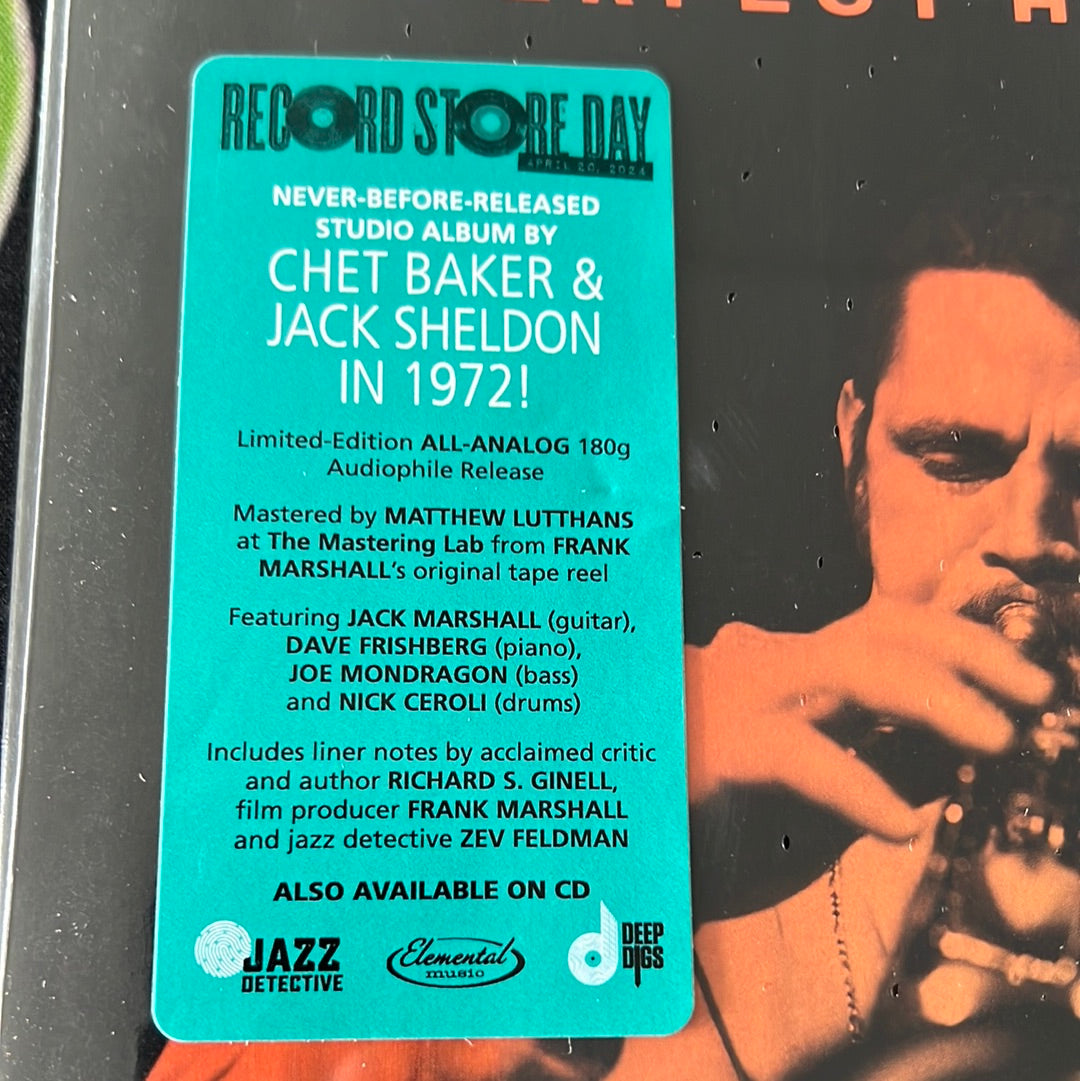 RECORD STORE DAY
APRIL 20, 2024
NEVER-BEFORE-RELEASED
STUDIO ALBUM BY
CHET BAKER &
JACK SHELDON
IN 1972!
Limited-Edition ALL-ANALOG 180g
Audiophile Release
Mastered by MATTHEW LUTTHANS
at The Mastering Lab from FRANK
MARSHALL's original tape reel
Featuring JACK MARSHALL (guitar),
DAVE FRISHBERG (piano),
JOE MONDRAGON (bass)
and NICK CEROLI (drums)
Includes liner notes by acclaimed critic
and author RICHARD S. GINELL,
film producer FRANK MARSHALL
and jazz detective ZEV FELDMAN
ALSO AVAILABLE ON CD
JAZZ
DETECTIVE
Elemental
music
DEEP
DIGS